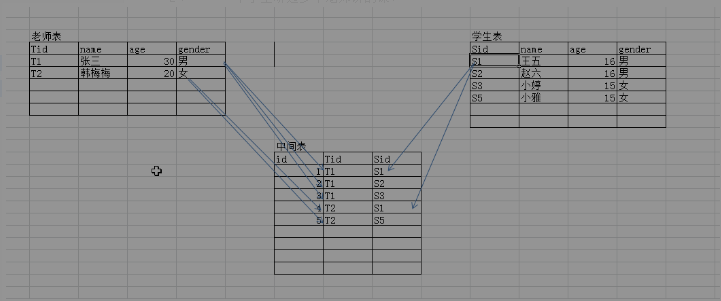 老师表
Tid name age gender
T1 张三 30 男
T2 韩梅梅 20 女
学生表
Sid name age gender
S1 王五 16 男
S2 赵六 16 男
S3 小婷 15 女
S5 小雅 15 女
中间表
id Tid Sid
1 T1 S1
2 T1 S2
3 T1 S3
4 T2 S1
5 T2 S5